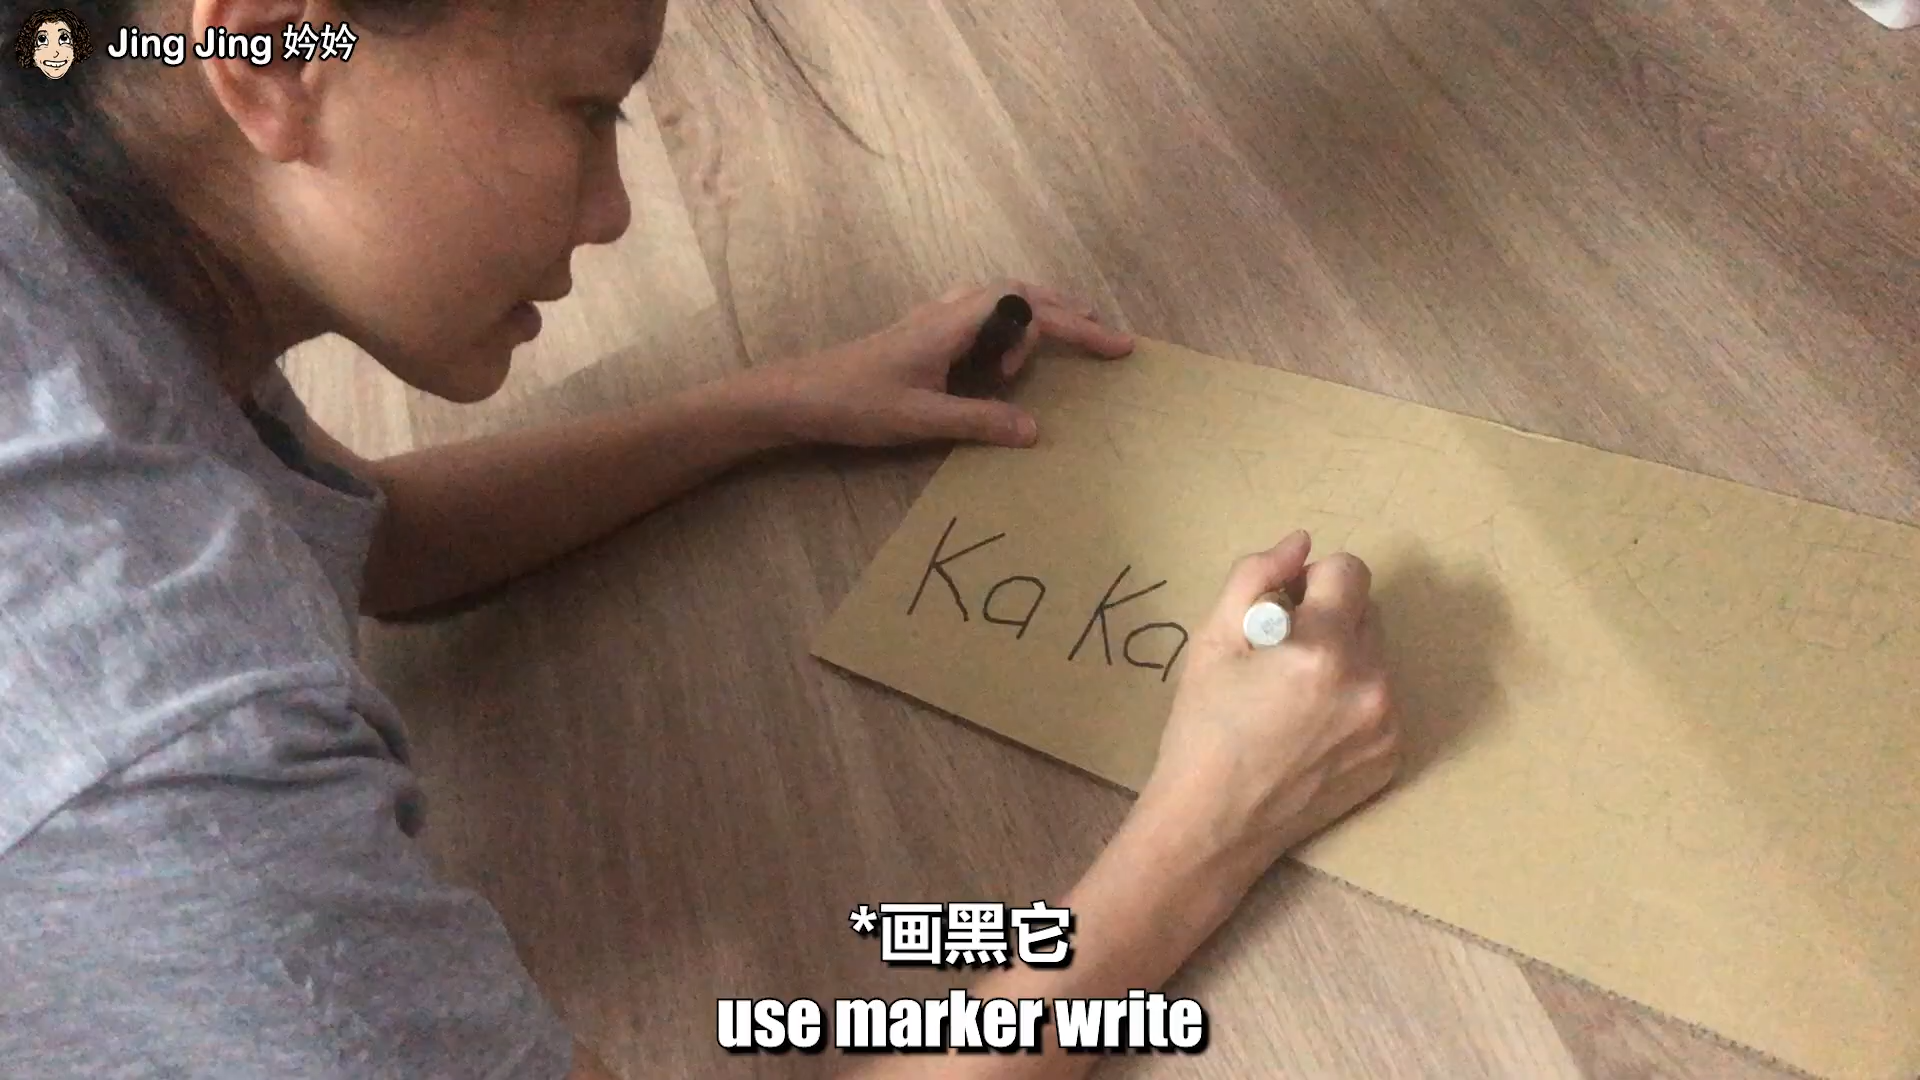 Jing Jing 妗妗
Ka Ka
*画黑它
use marker write